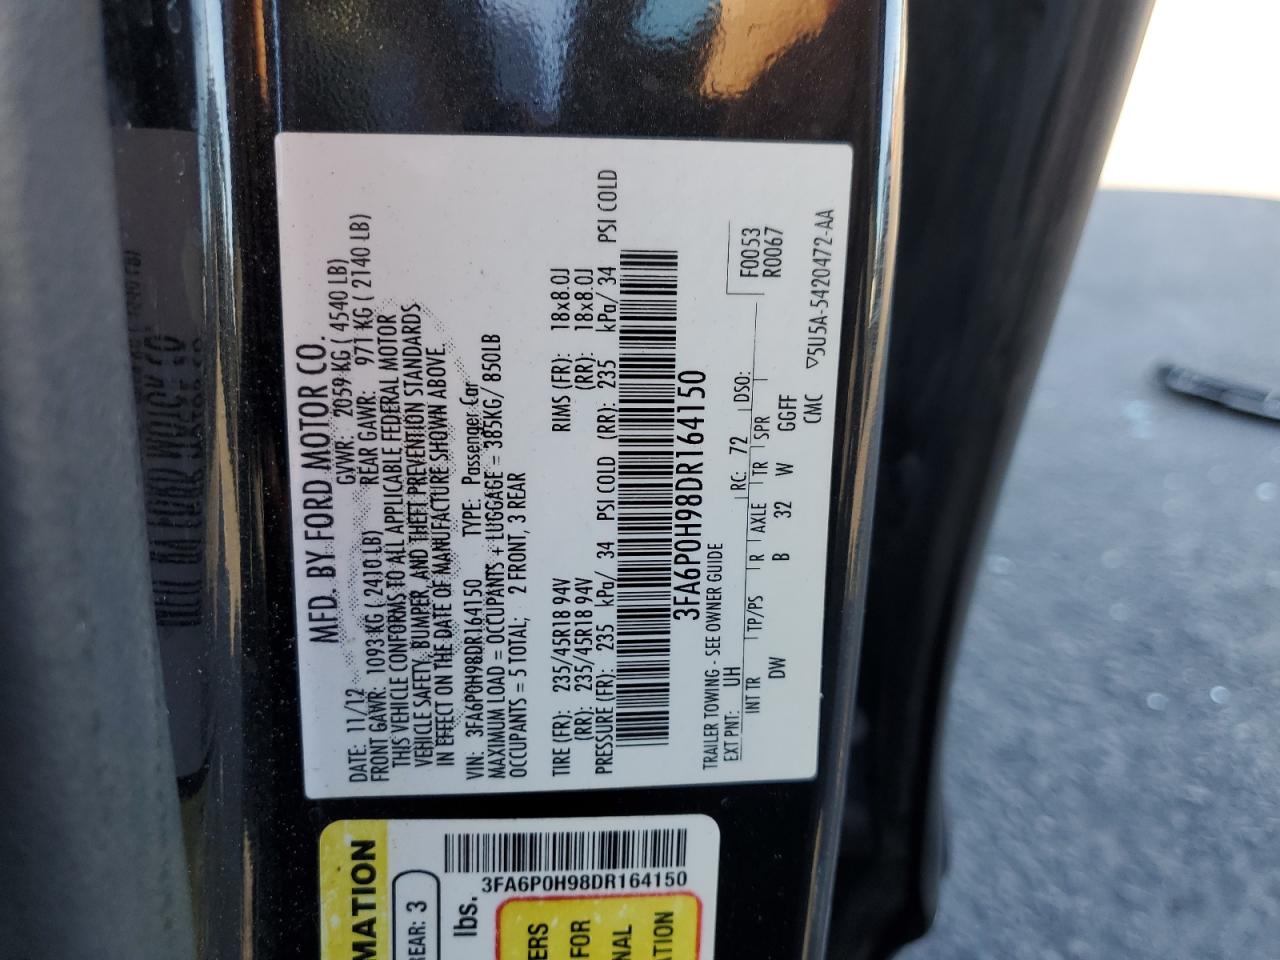 MFD. BY FORD MOTOR CO.
DATE: 11/12 GVWR: 2059 KG ( 4540 LB)
FRONT GAWR: 1093 KG ( 2410 LB) REAR GAWR: 971 KG ( 2140 LB)
THIS VEHICLE CONFORMS TO ALL APPLICABLE FEDERAL MOTOR
VEHICLE SAFETY, BUMPER, AND THEFT PREVENTION STANDARDS
IN EFFECT ON THE DATE OF MANUFACTURE SHOWN ABOVE.
VIN: 3FA6P0H98DR164150 TYPE: Passenger Car
MAXIMUM LOAD = OCCUPANTS + LUGGAGE = 385KG/ 850LB
OCCUPANTS = 5 TOTAL; 2 FRONT, 3 REAR
TIRE (FR): 235/45R18 94V RIMS (FR): 18x8.0J
(RR): 235/45R18 94V (RR): 18x8.0J
PRESSURE (FR): 235 kPa/ 34 PSI COLD (RR): 235 kPa/ 34 PSI COLD
3FA6P0H98DR164150
TRAILER TOWING - SEE OWNER GUIDE
EXT PNT: UH RC: 72 DSO:
F0053
R0067
INT TR TP/PS R AXLE TR SPR
DW B 32 W GGFF
CMC ▽5U5A-5420472-AA
MATION
REAR: 3
lbs.
3FA6P0H98DR164150
ERS
FOR
NAL
TION